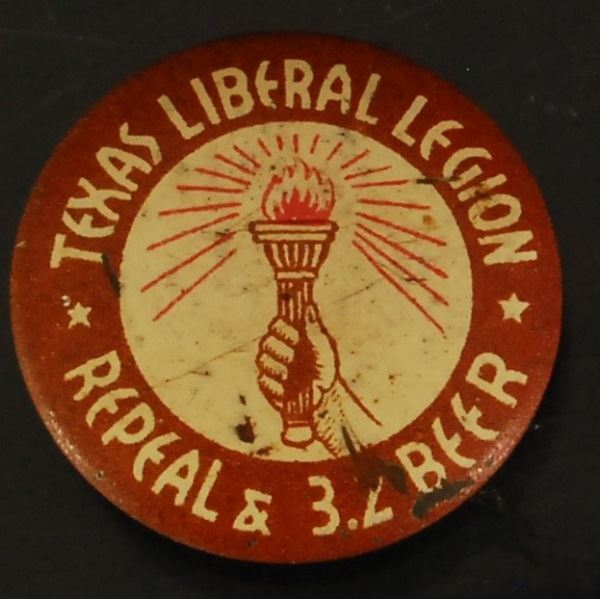 TEXAS LIBERAL LEGION
REPEAL & 3.2 BEER